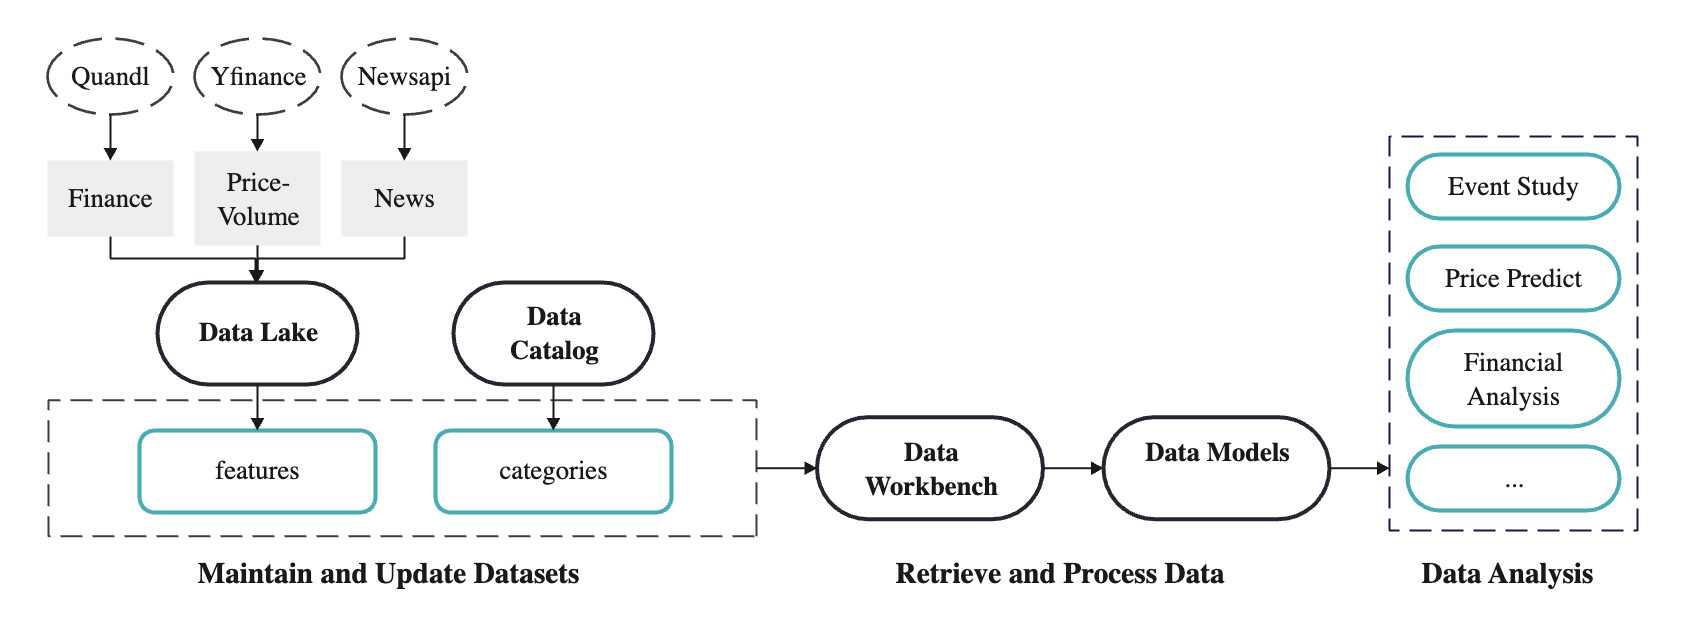 Quandl
Yfinance
Newsapi
Finance
Price-
Volume
News
Data Lake
Data
Catalog
features
categories
Maintain and Update Datasets
Data
Workbench
Data Models
Retrieve and Process Data
Event Study
Price Predict
Financial
Analysis
...
Data Analysis